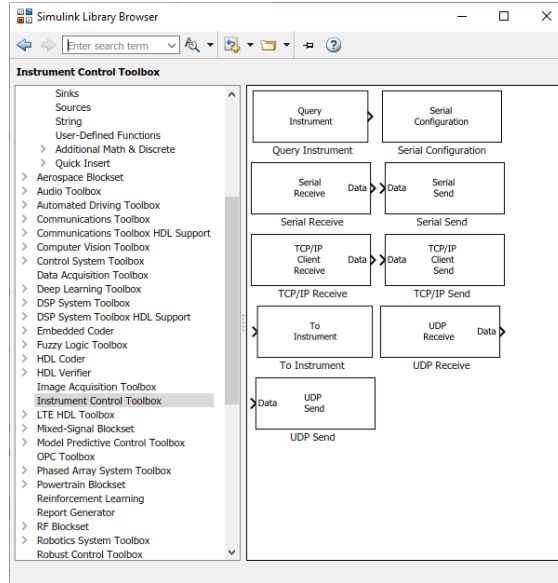 Simulink Library Browser
Enter search term
Instrument Control Toolbox
Sinks
Sources
String
User-Defined Functions
Additional Math & Discrete
Quick Insert
Aerospace Blockset
Audio Toolbox
Automated Driving Toolbox
Communications Toolbox
Communications Toolbox HDL Support
Computer Vision Toolbox
Control System Toolbox
Data Acquisition Toolbox
Deep Learning Toolbox
DSP System Toolbox
DSP System Toolbox HDL Support
Embedded Coder
Fuzzy Logic Toolbox
HDL Coder
HDL Verifier
Image Acquisition Toolbox
Instrument Control Toolbox
LTE HDL Toolbox
Mixed-Signal Blockset
Model Predictive Control Toolbox
OPC Toolbox
Phased Array System Toolbox
Powertrain Blockset
Reinforcement Learning
Report Generator
RF Blockset
Robotics System Toolbox
Robust Control Toolbox
Query
Instrument
Query Instrument
Serial
Configuration
Serial Configuration
Serial
Receive
Data
Serial Receive
Data
Serial
Send
Serial Send
TCP/IP
Client
Receive
Data
TCP/IP Receive
Data
TCP/IP
Client
Send
TCP/IP Send
To
Instrument
To Instrument
UDP
Receive
Data
UDP Receive
Data
UDP
Send
UDP Send